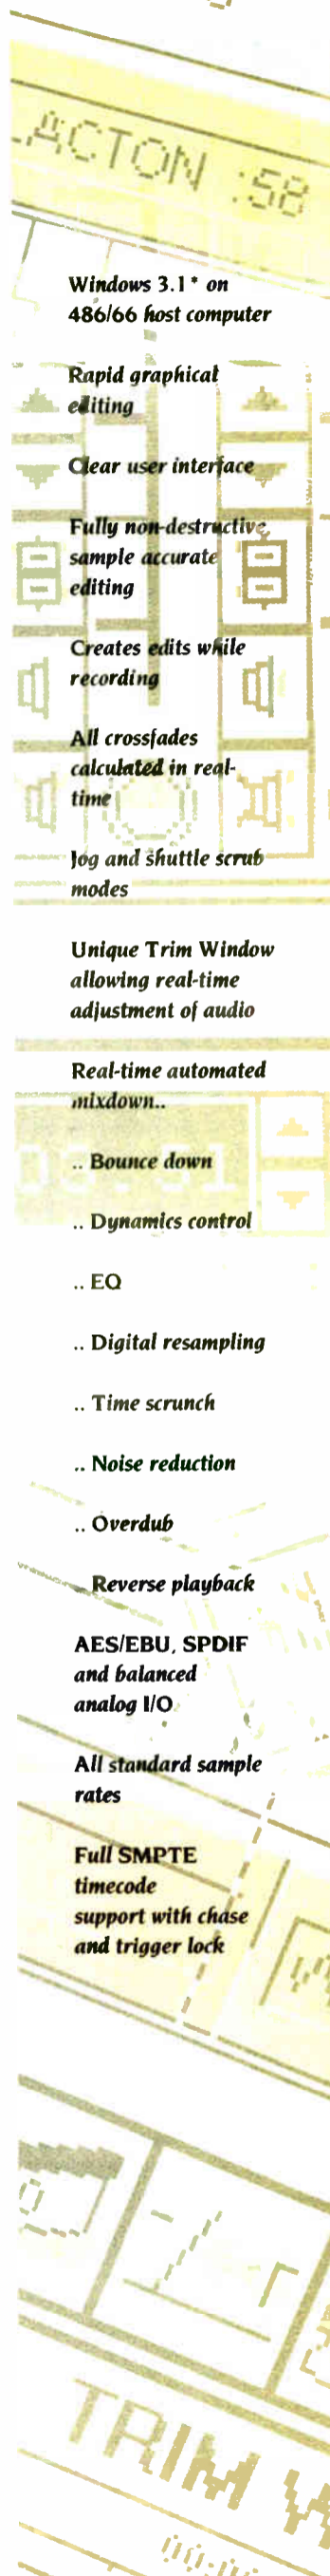 ACTON :58
Windows 3.1* on
486/66 host computer
Rapid graphical
editing
Clear user interface
Fully non-destructive
sample accurate
editing
Creates edits while
recording
All crossfades
calculated in real-
time
Jog and shuttle scrub
modes
Unique Trim Window
allowing real-time
adjustment of audio
Real-time automated
mixdown..
.. Bounce down
.. Dynamics control
.. EQ
.. Digital resampling
.. Time scrunch
.. Noise reduction
.. Overdub
Reverse playback
AES/EBU, SPDIF
and balanced
analog I/O
All standard sample
rates
Full SMPTE
timecode
support with chase
and trigger lock
TRIM W